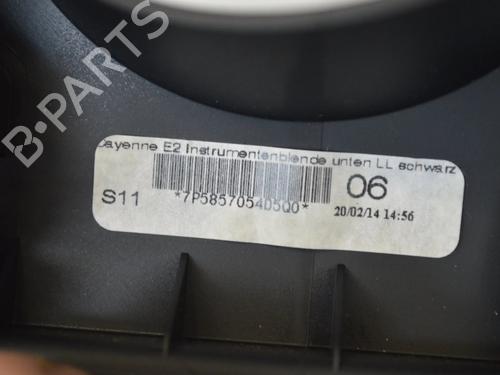 Cayenne E2 Instrumentenblende unten LL schwarz
S11
*7P5857054D5Q0*
06
20/02/14 14:56
B-PARTS